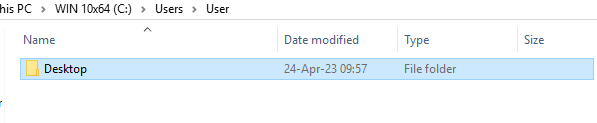 his PC > WIN 10x64 (C:) > Users > User
Name Date modified Type Size
Desktop 24-Apr-23 09:57 File folder